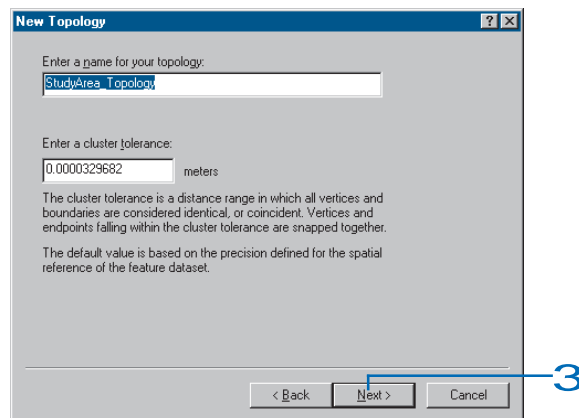 New Topology
Enter a name for your topology:
StudyArea_Topology
Enter a cluster tolerance:
0.0000329682 meters
The cluster tolerance is a distance range in which all vertices and
boundaries are considered identical, or coincident. Vertices and
endpoints falling within the cluster tolerance are snapped together.
The default value is based on the precision defined for the spatial
reference of the feature dataset.
< Back Next > Cancel
3